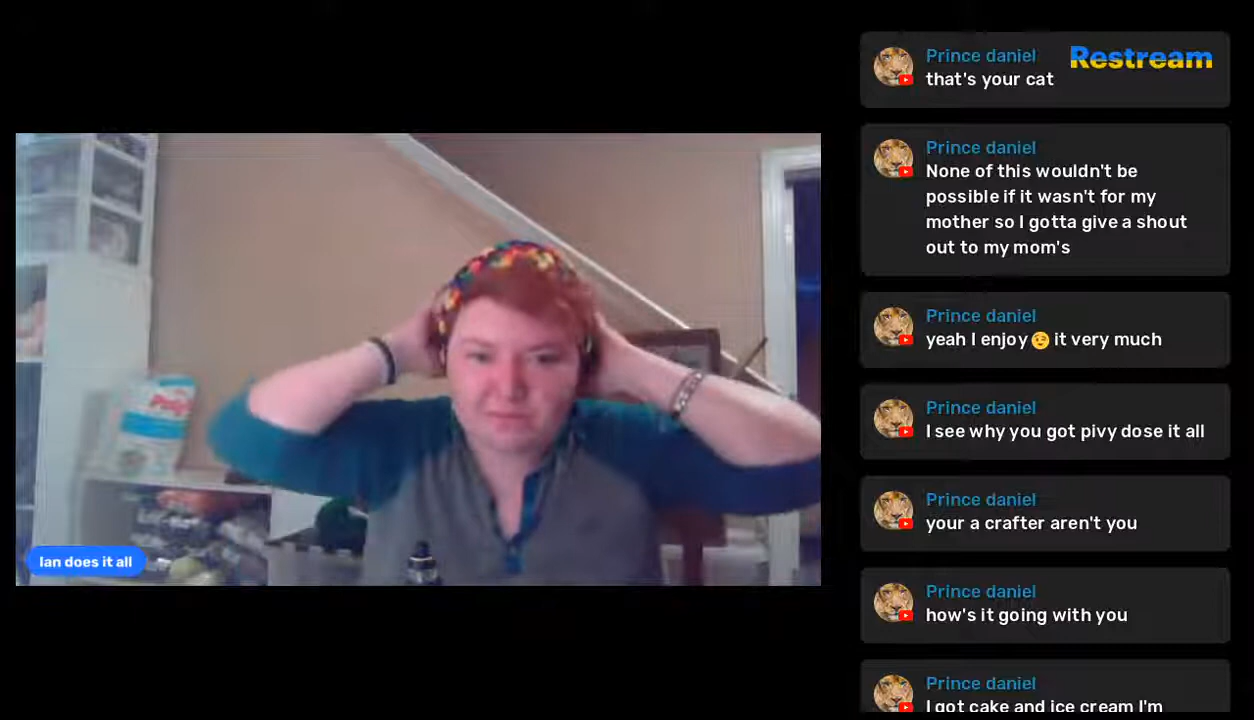 Prince daniel
Restream
that's your cat
Prince daniel
None of this wouldn't be
possible if it wasn't for my
mother so I gotta give a shout
out to my mom's
Prince daniel
yeah I enjoy 😉 it very much
Prince daniel
I see why you got pivy dose it all
Prince daniel
your a crafter aren't you
Prince daniel
how's it going with you
Prince daniel
I got cake and ice cream I'm
Ian does it all